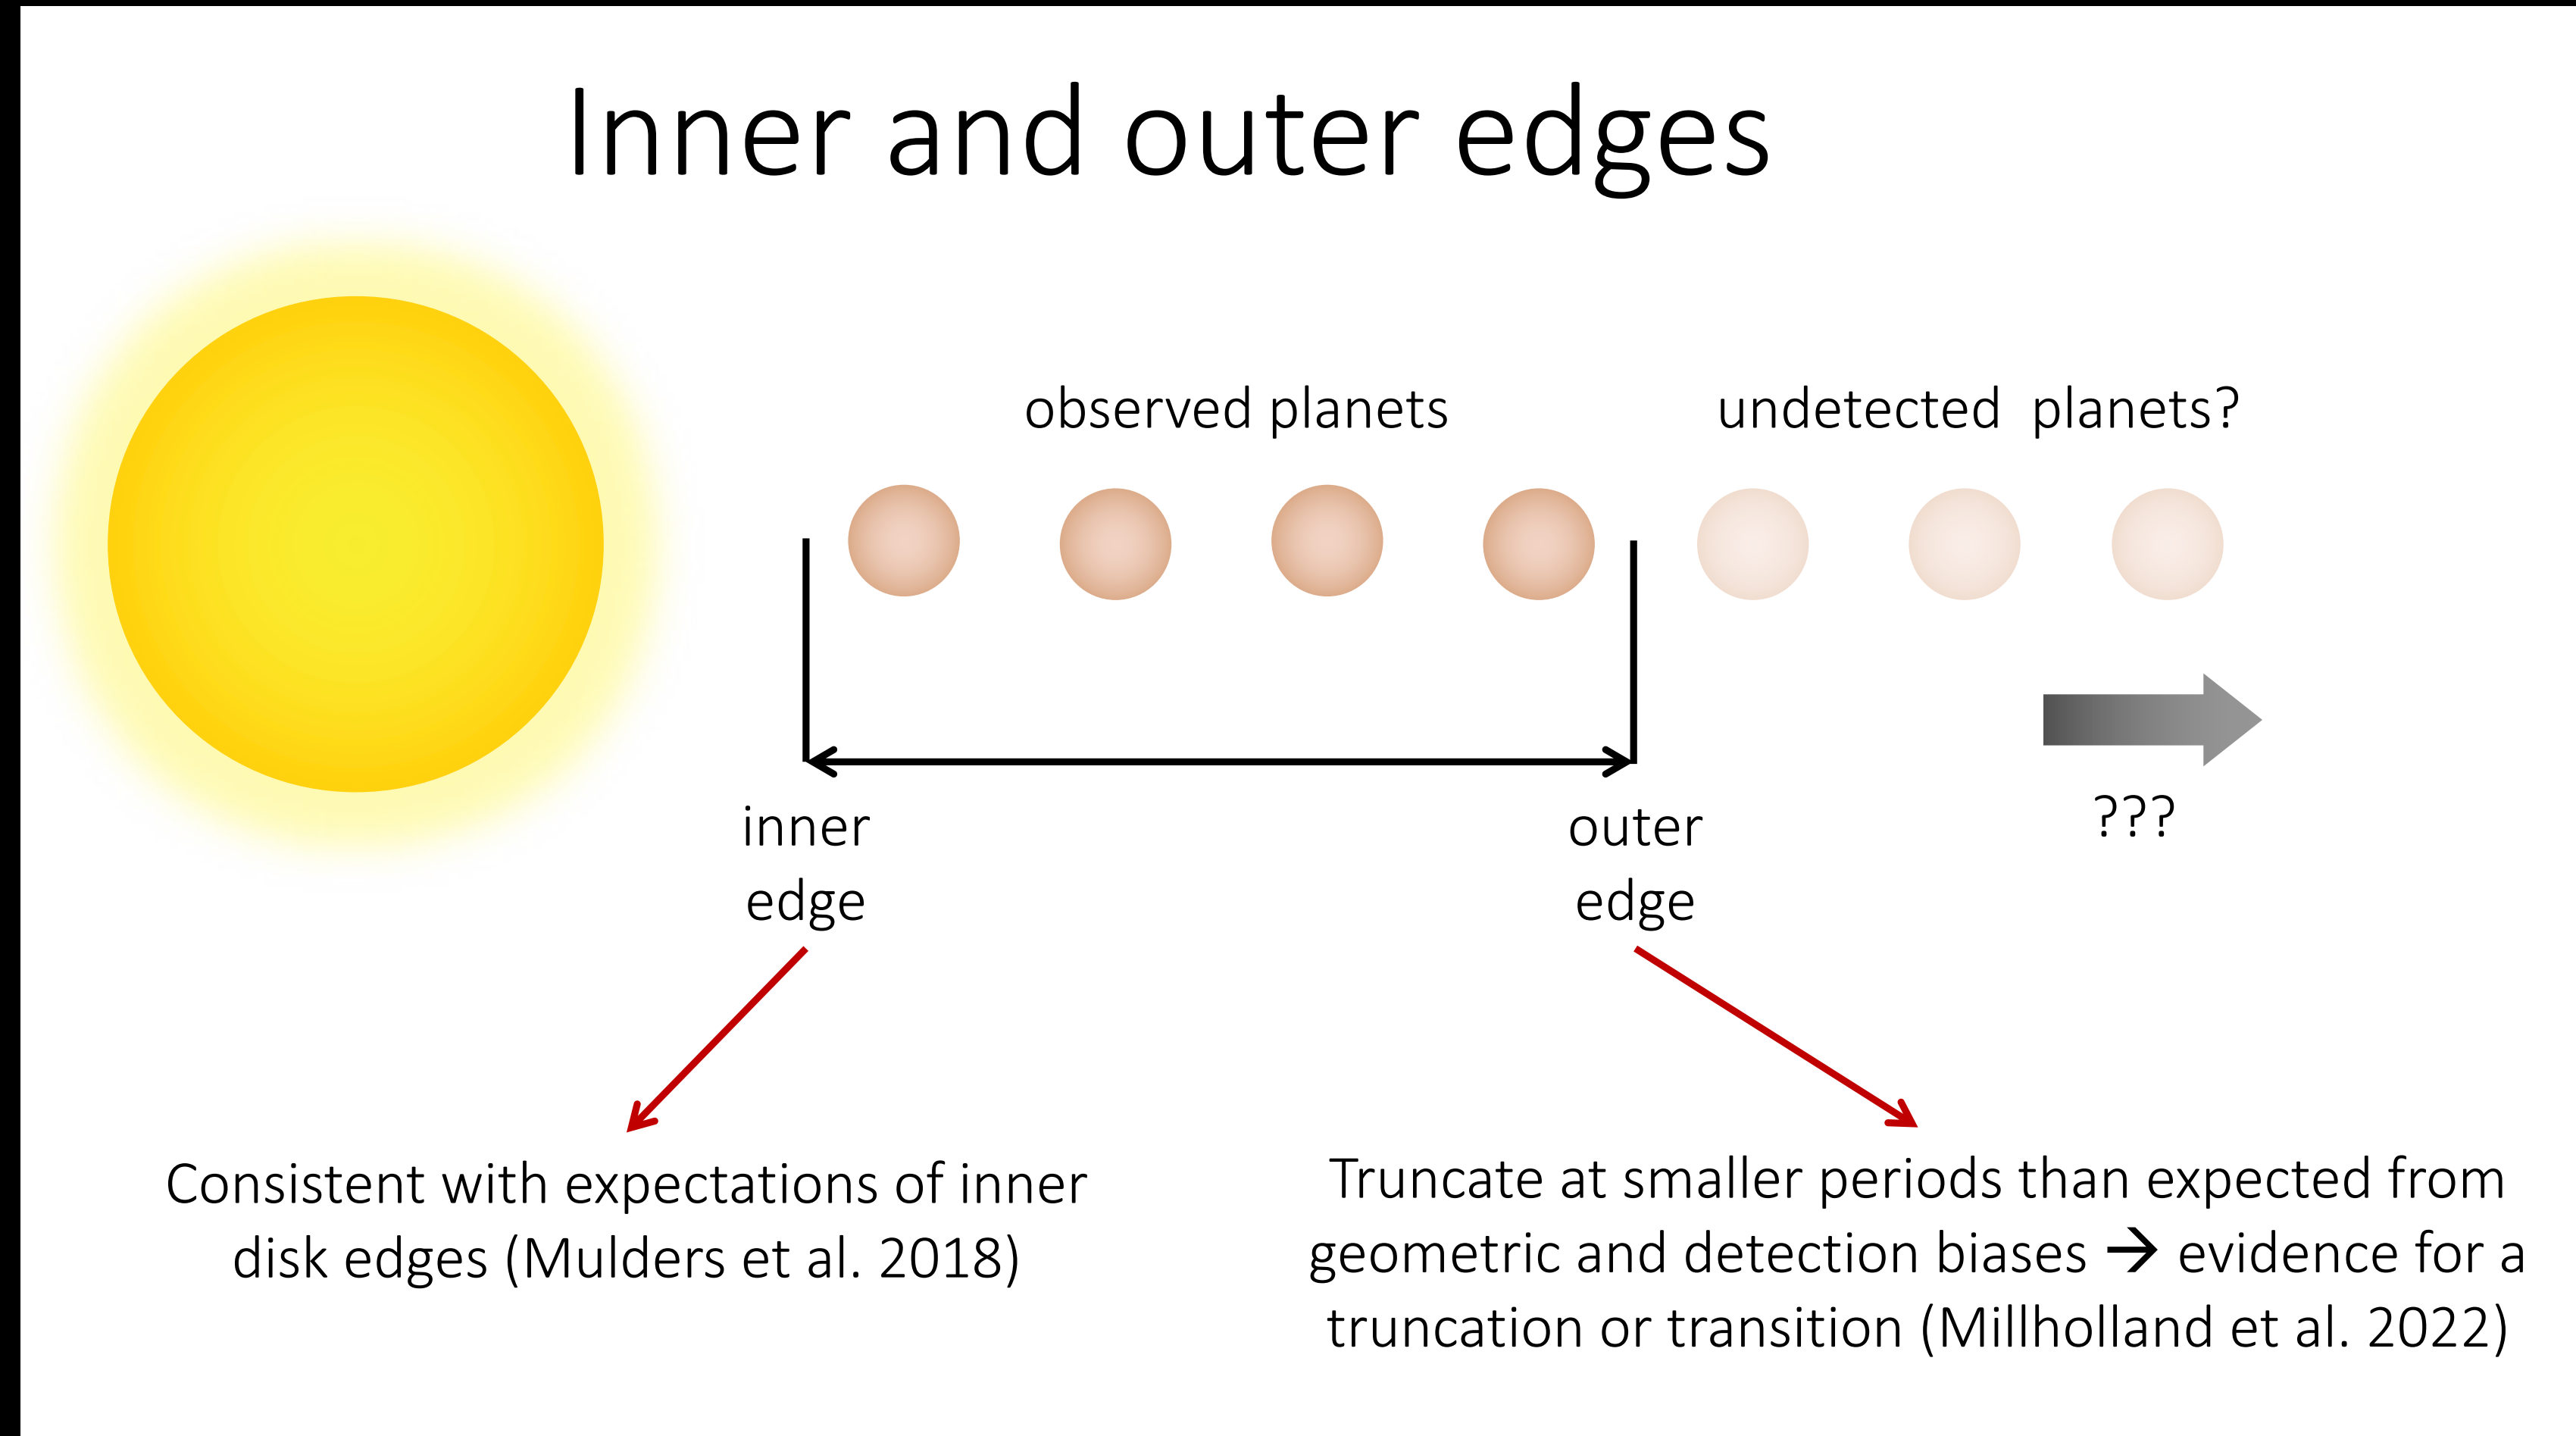 Inner and outer edges
observed planets
undetected planets?
inner
edge
outer
edge
???
Consistent with expectations of inner
disk edges (Mulders et al. 2018)
Truncate at smaller periods than expected from
geometric and detection biases → evidence for a
truncation or transition (Millholland et al. 2022)